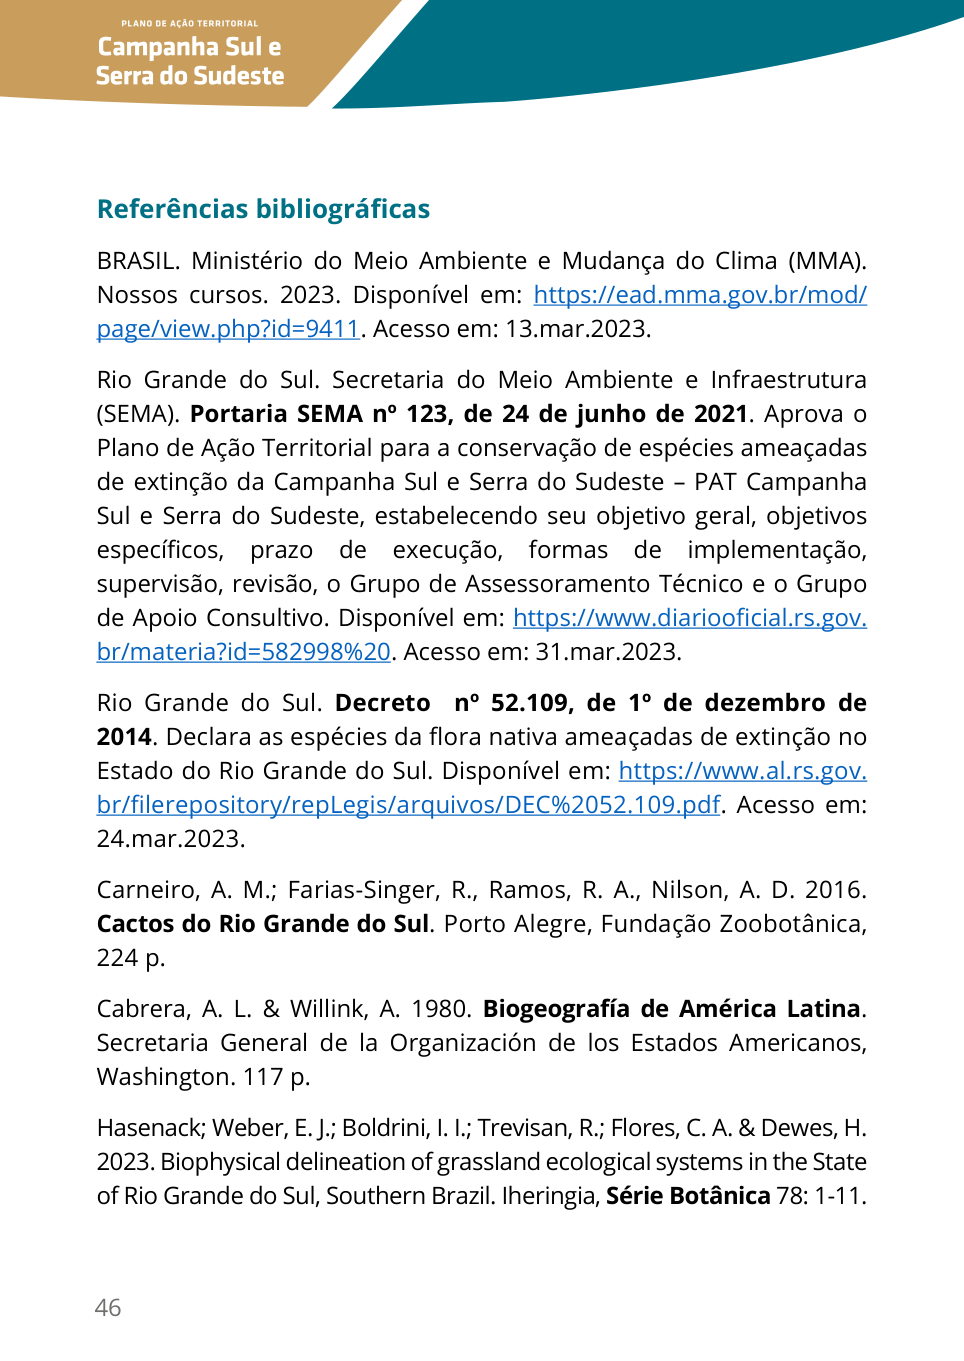 PLANO DE AÇÃO TERRITORIAL
Campanha Sul e
Serra do Sudeste
Referências bibliográficas
BRASIL. Ministério do Meio Ambiente e Mudança do Clima (MMA).
Nossos cursos. 2023. Disponível em: https://ead.mma.gov.br/mod/
page/view.php?id=9411. Acesso em: 13.mar.2023.
Rio Grande do Sul. Secretaria do Meio Ambiente e Infraestrutura
(SEMA). Portaria SEMA nº 123, de 24 de junho de 2021. Aprova o
Plano de Ação Territorial para a conservação de espécies ameaçadas
de extinção da Campanha Sul e Serra do Sudeste – PAT Campanha
Sul e Serra do Sudeste, estabelecendo seu objetivo geral, objetivos
específicos, prazo de execução, formas de implementação,
supervisão, revisão, o Grupo de Assessoramento Técnico e o Grupo
de Apoio Consultivo. Disponível em: https://www.diariooficial.rs.gov.
br/materia?id=582998%20. Acesso em: 31.mar.2023.
Rio Grande do Sul. Decreto nº 52.109, de 1º de dezembro de
2014. Declara as espécies da flora nativa ameaçadas de extinção no
Estado do Rio Grande do Sul. Disponível em: https://www.al.rs.gov.
br/filerepository/repLegis/arquivos/DEC%2052.109.pdf. Acesso em:
24.mar.2023.
Carneiro, A. M.; Farias-Singer, R., Ramos, R. A., Nilson, A. D. 2016.
Cactos do Rio Grande do Sul. Porto Alegre, Fundação Zoobotânica,
224 p.
Cabrera, A. L. & Willink, A. 1980. Biogeografía de América Latina.
Secretaria General de la Organización de los Estados Americanos,
Washington. 117 p.
Hasenack; Weber, E. J.; Boldrini, I. I.; Trevisan, R.; Flores, C. A. & Dewes, H.
2023. Biophysical delineation of grassland ecological systems in the State
of Rio Grande do Sul, Southern Brazil. Iheringia, Série Botânica 78: 1-11.
46